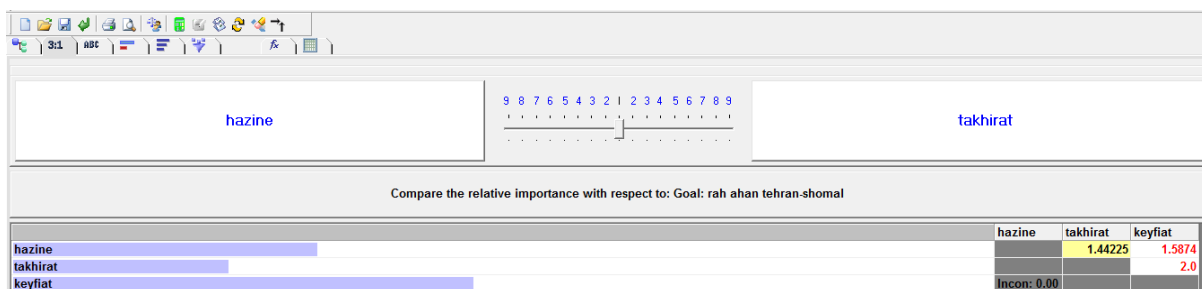 3:1 ABC fx
9 8 7 6 5 4 3 2 1 2 3 4 5 6 7 8 9
hazine takhirat
Compare the relative importance with respect to: Goal: rah ahan tehran-shomal
hazine takhirat keyfiat
hazine 1.44225 1.5874
takhirat 2.0
keyfiat Incon: 0.00